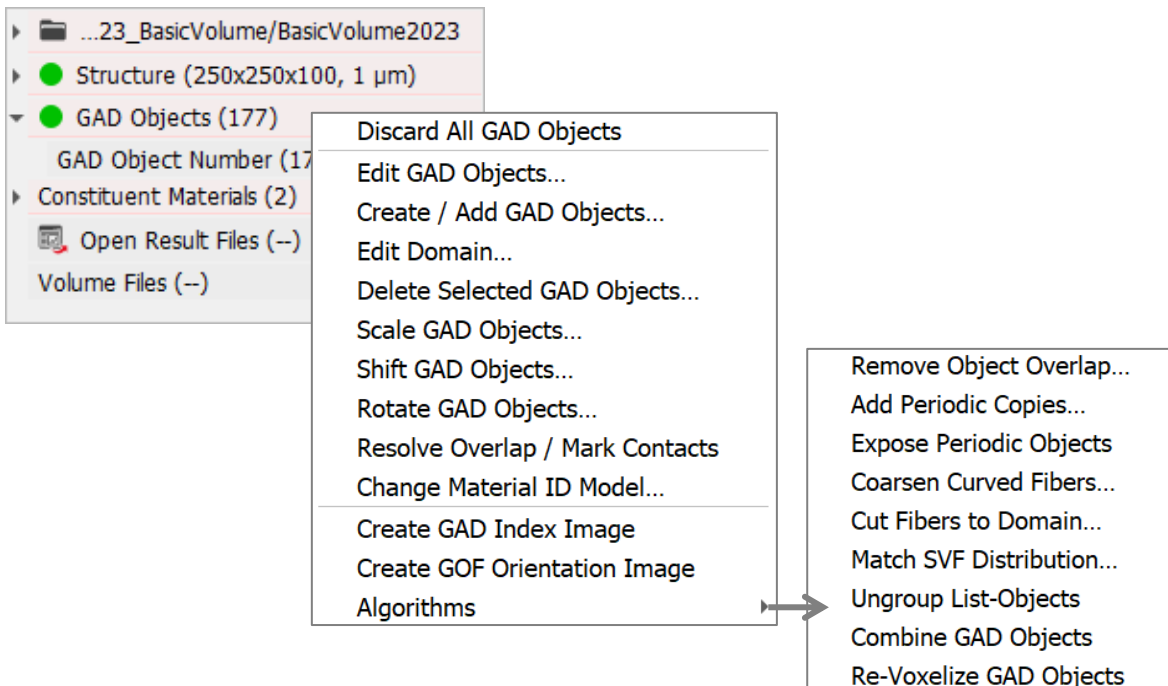 ...23_BasicVolume/BasicVolume2023
Structure (250x250x100, 1 µm)
GAD Objects (177)
GAD Object Number (17
Constituent Materials (2)
Open Result Files (--)
Volume Files (--)
Discard All GAD Objects
Edit GAD Objects...
Create / Add GAD Objects...
Edit Domain...
Delete Selected GAD Objects...
Scale GAD Objects...
Shift GAD Objects...
Rotate GAD Objects...
Resolve Overlap / Mark Contacts
Change Material ID Model...
Create GAD Index Image
Create GOF Orientation Image
Algorithms
Remove Object Overlap...
Add Periodic Copies...
Expose Periodic Objects
Coarsen Curved Fibers...
Cut Fibers to Domain...
Match SVF Distribution...
Ungroup List-Objects
Combine GAD Objects
Re-Voxelize GAD Objects